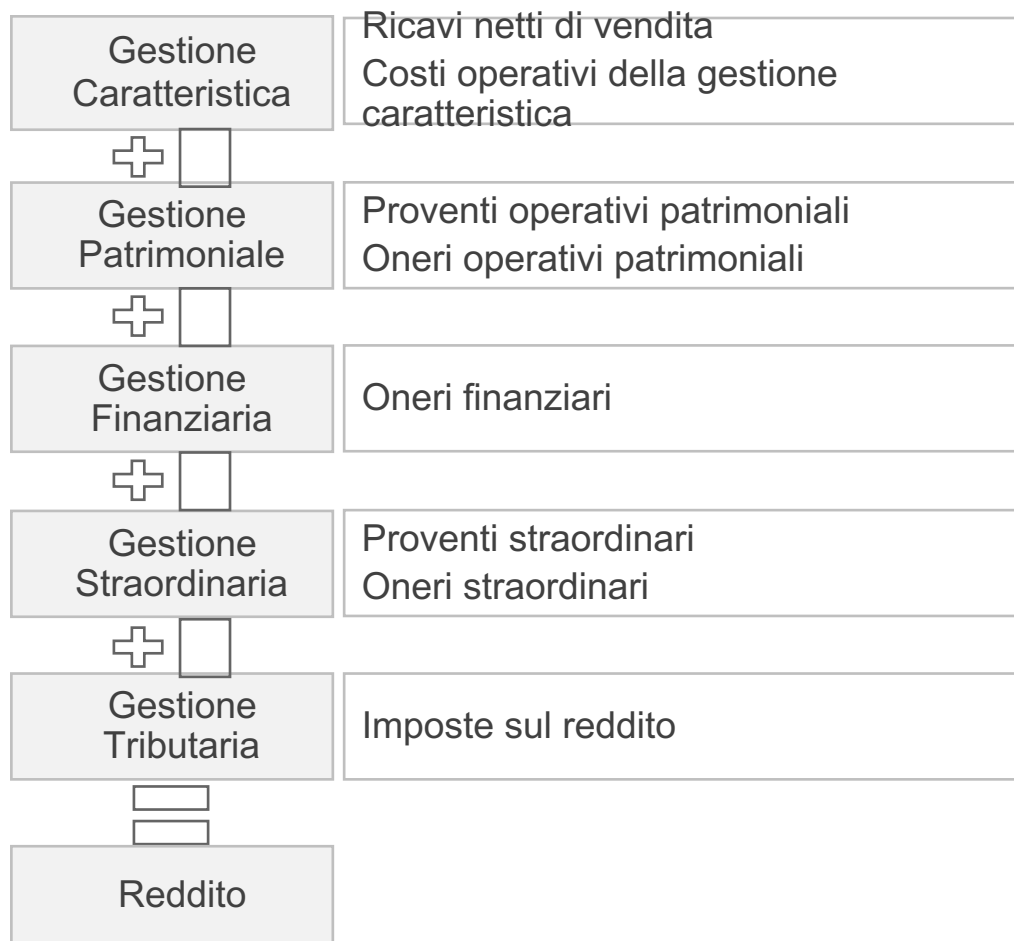 Gestione
Caratteristica
Ricavi netti di vendita
Costi operativi della gestione
caratteristica
Gestione
Patrimoniale
Proventi operativi patrimoniali
Oneri operativi patrimoniali
Gestione
Finanziaria
Oneri finanziari
Gestione
Straordinaria
Proventi straordinari
Oneri straordinari
Gestione
Tributaria
Imposte sul reddito
Reddito